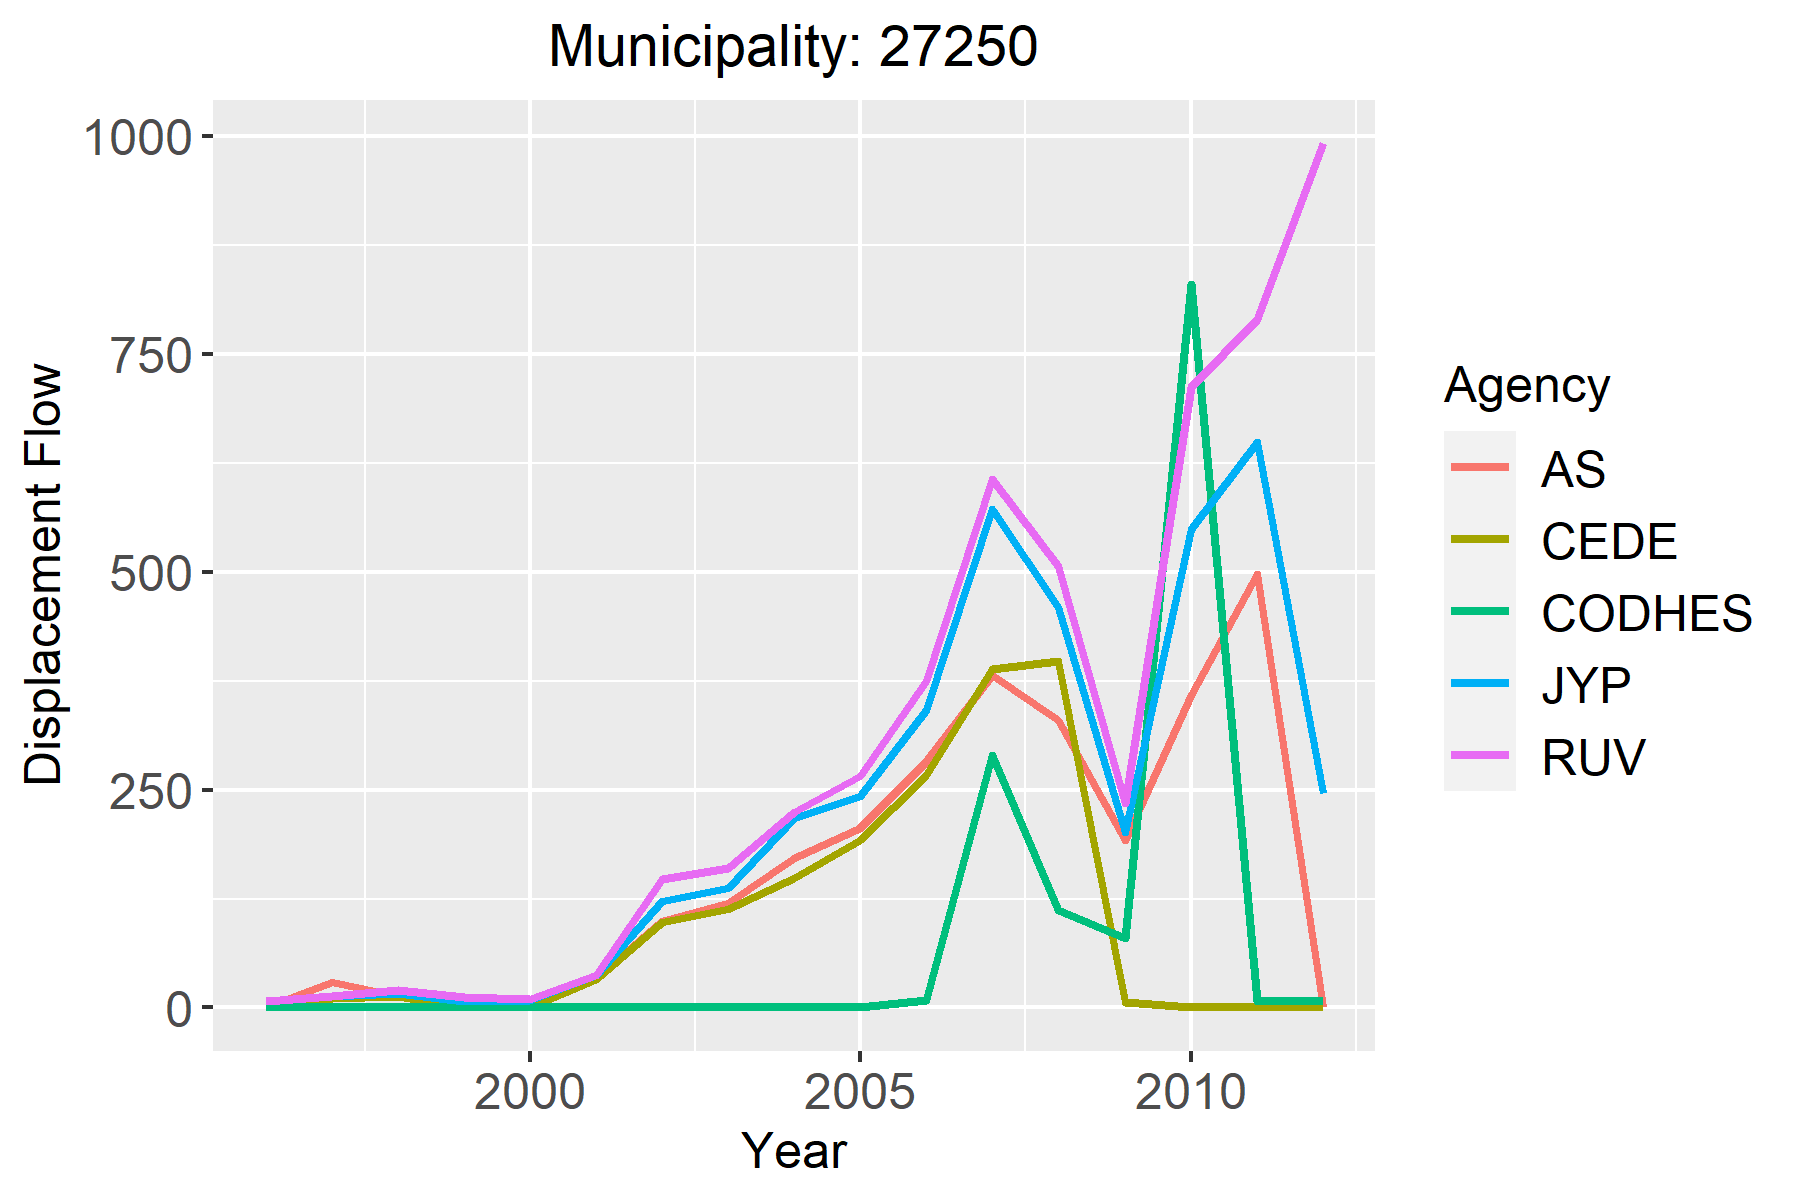 Municipality: 27250
1000
750
500
250
0
Displacement Flow
2000
2005
2010
Year
Agency
AS
CEDE
CODHES
JYP
RUV